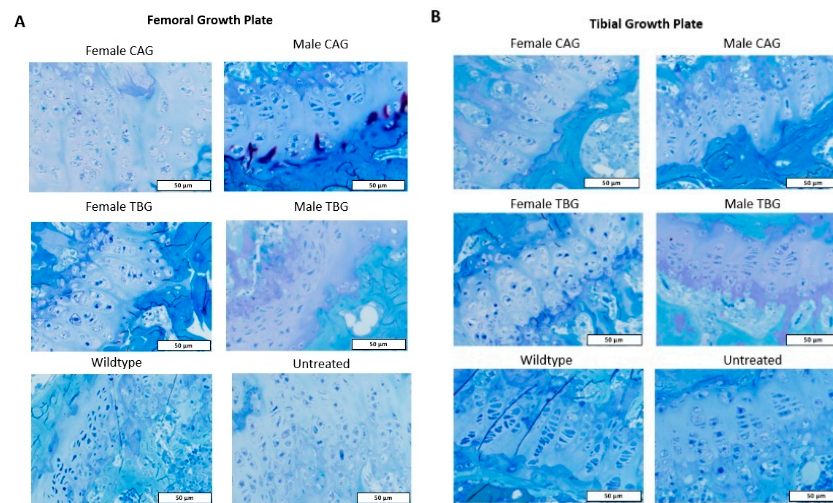 A
Femoral Growth Plate
Female CAG
Male CAG
50 µm
50 µm
Female TBG
Male TBG
50 µm
50 µm
Wildtype
Untreated
50 µm
50 µm
B
Tibial Growth Plate
Female CAG
Male CAG
50 µm
50 µm
Female TBG
Male TBG
50 µm
50 µm
Wildtype
Untreated
50 µm
50 µm